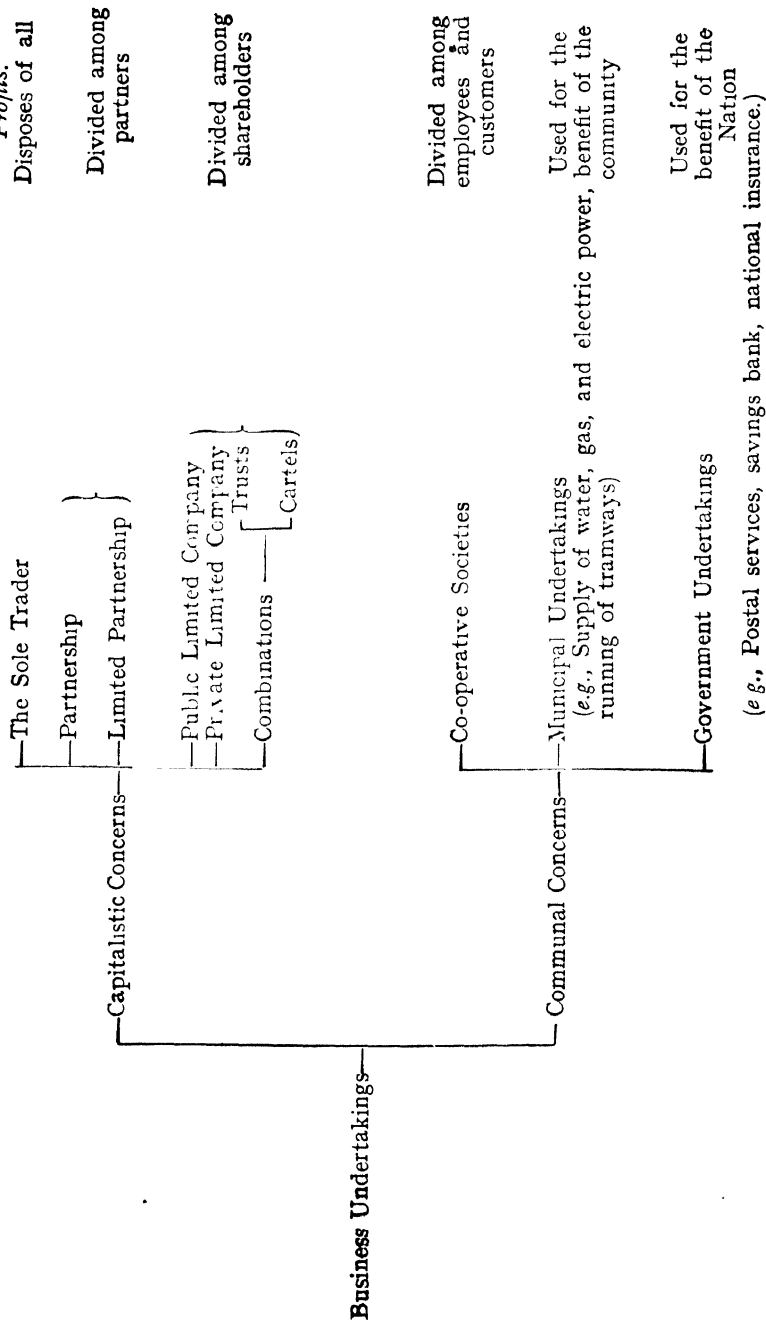 Profits.
The Sole Trader
Disposes of all
Partnership
Divided among
partners
Capitalistic Concerns
Limited Partnership
Public Limited Company
Private Limited Company
Divided among
shareholders
Trusts
Combinations
Cartels
Business Undertakings
Co-operative Societies
Divided among
employees and
customers
Communal Concerns
Municipal Undertakings
(e.g., Supply of water, gas, and electric power,
running of tramways)
Used for the
benefit of the
community
Government Undertakings
Used for the
benefit of the
Nation
(e g., Postal services, savings bank, national insurance.)